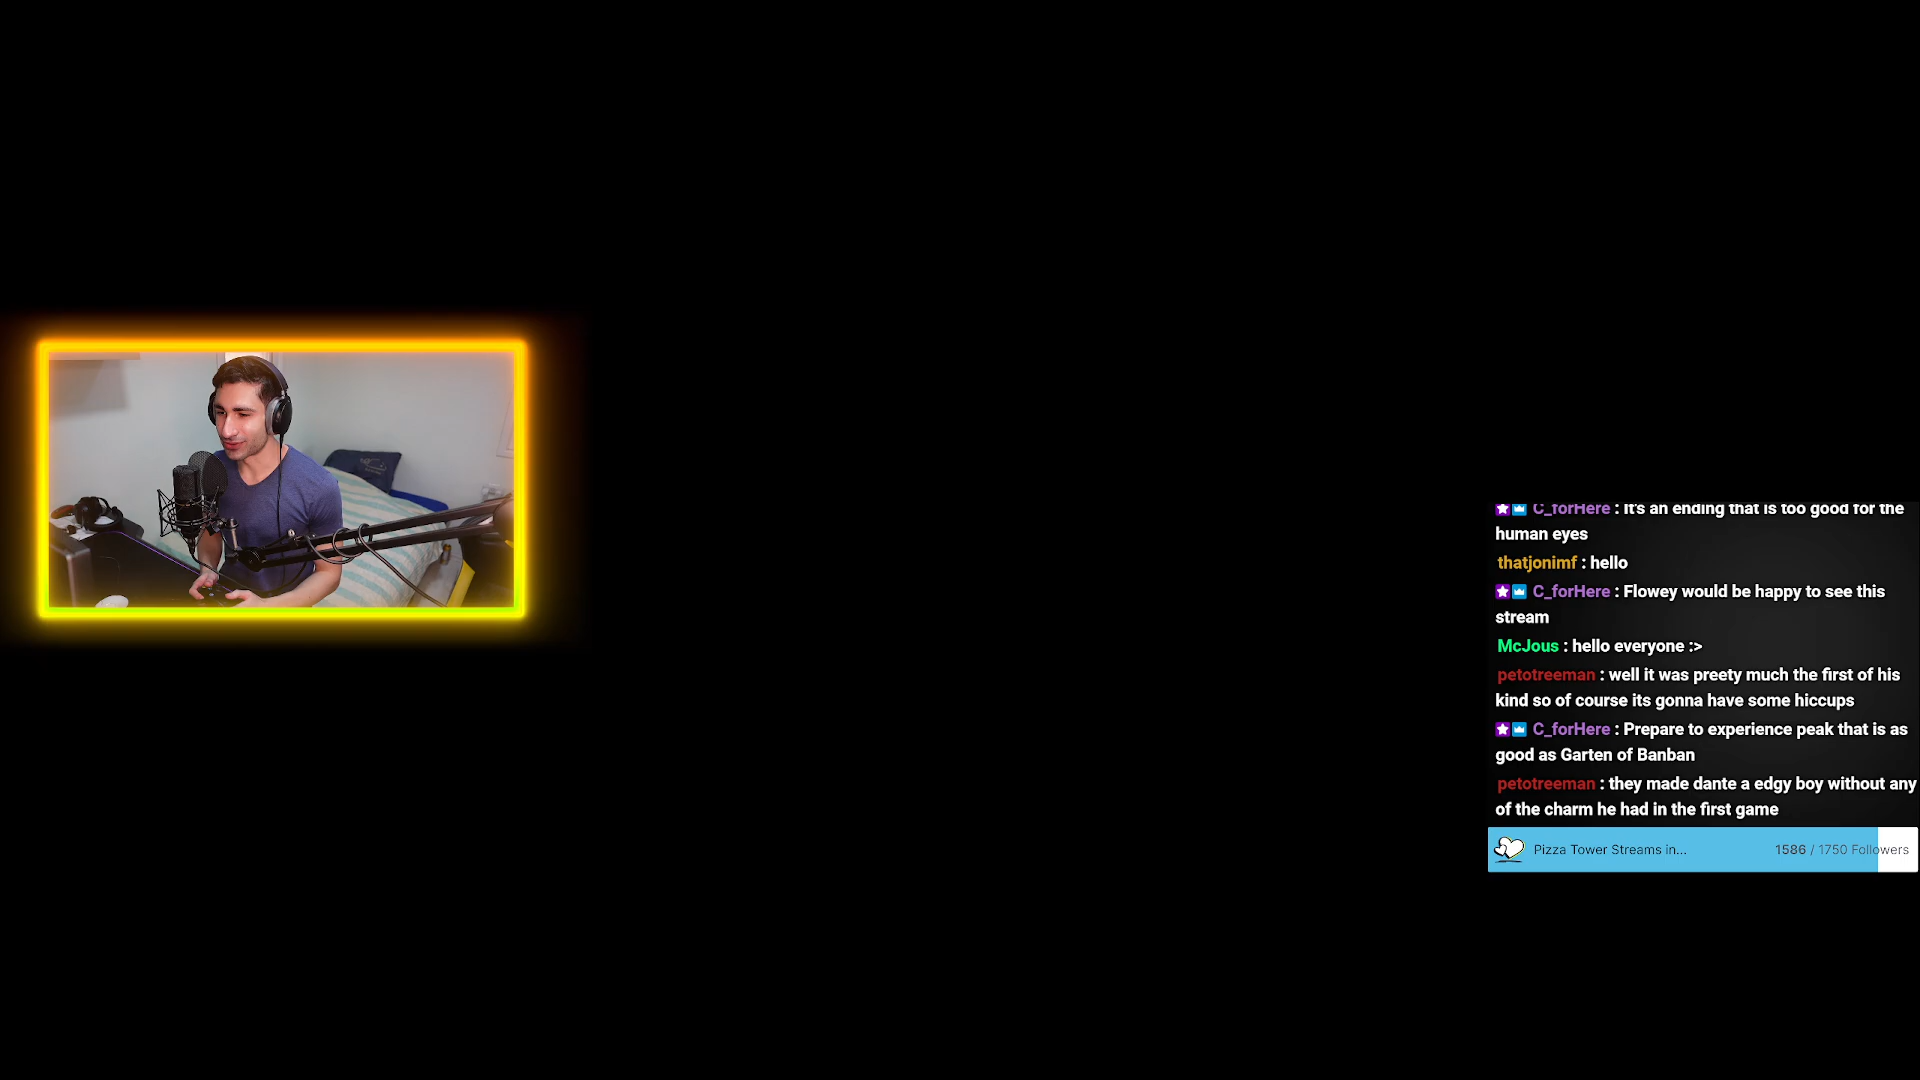 C_forHere : It's an ending that is too good for the
human eyes
thatjonimf : hello
C_forHere : Flowey would be happy to see this
stream
McJous : hello everyone :>
petotreeman : well it was preety much the first of his
kind so of course its gonna have some hiccups
C_forHere : Prepare to experience peak that is as
good as Garten of Banban
petotreeman : they made dante a edgy boy without any
of the charm he had in the first game
Pizza Tower Streams in... 1586 / 1750 Followers